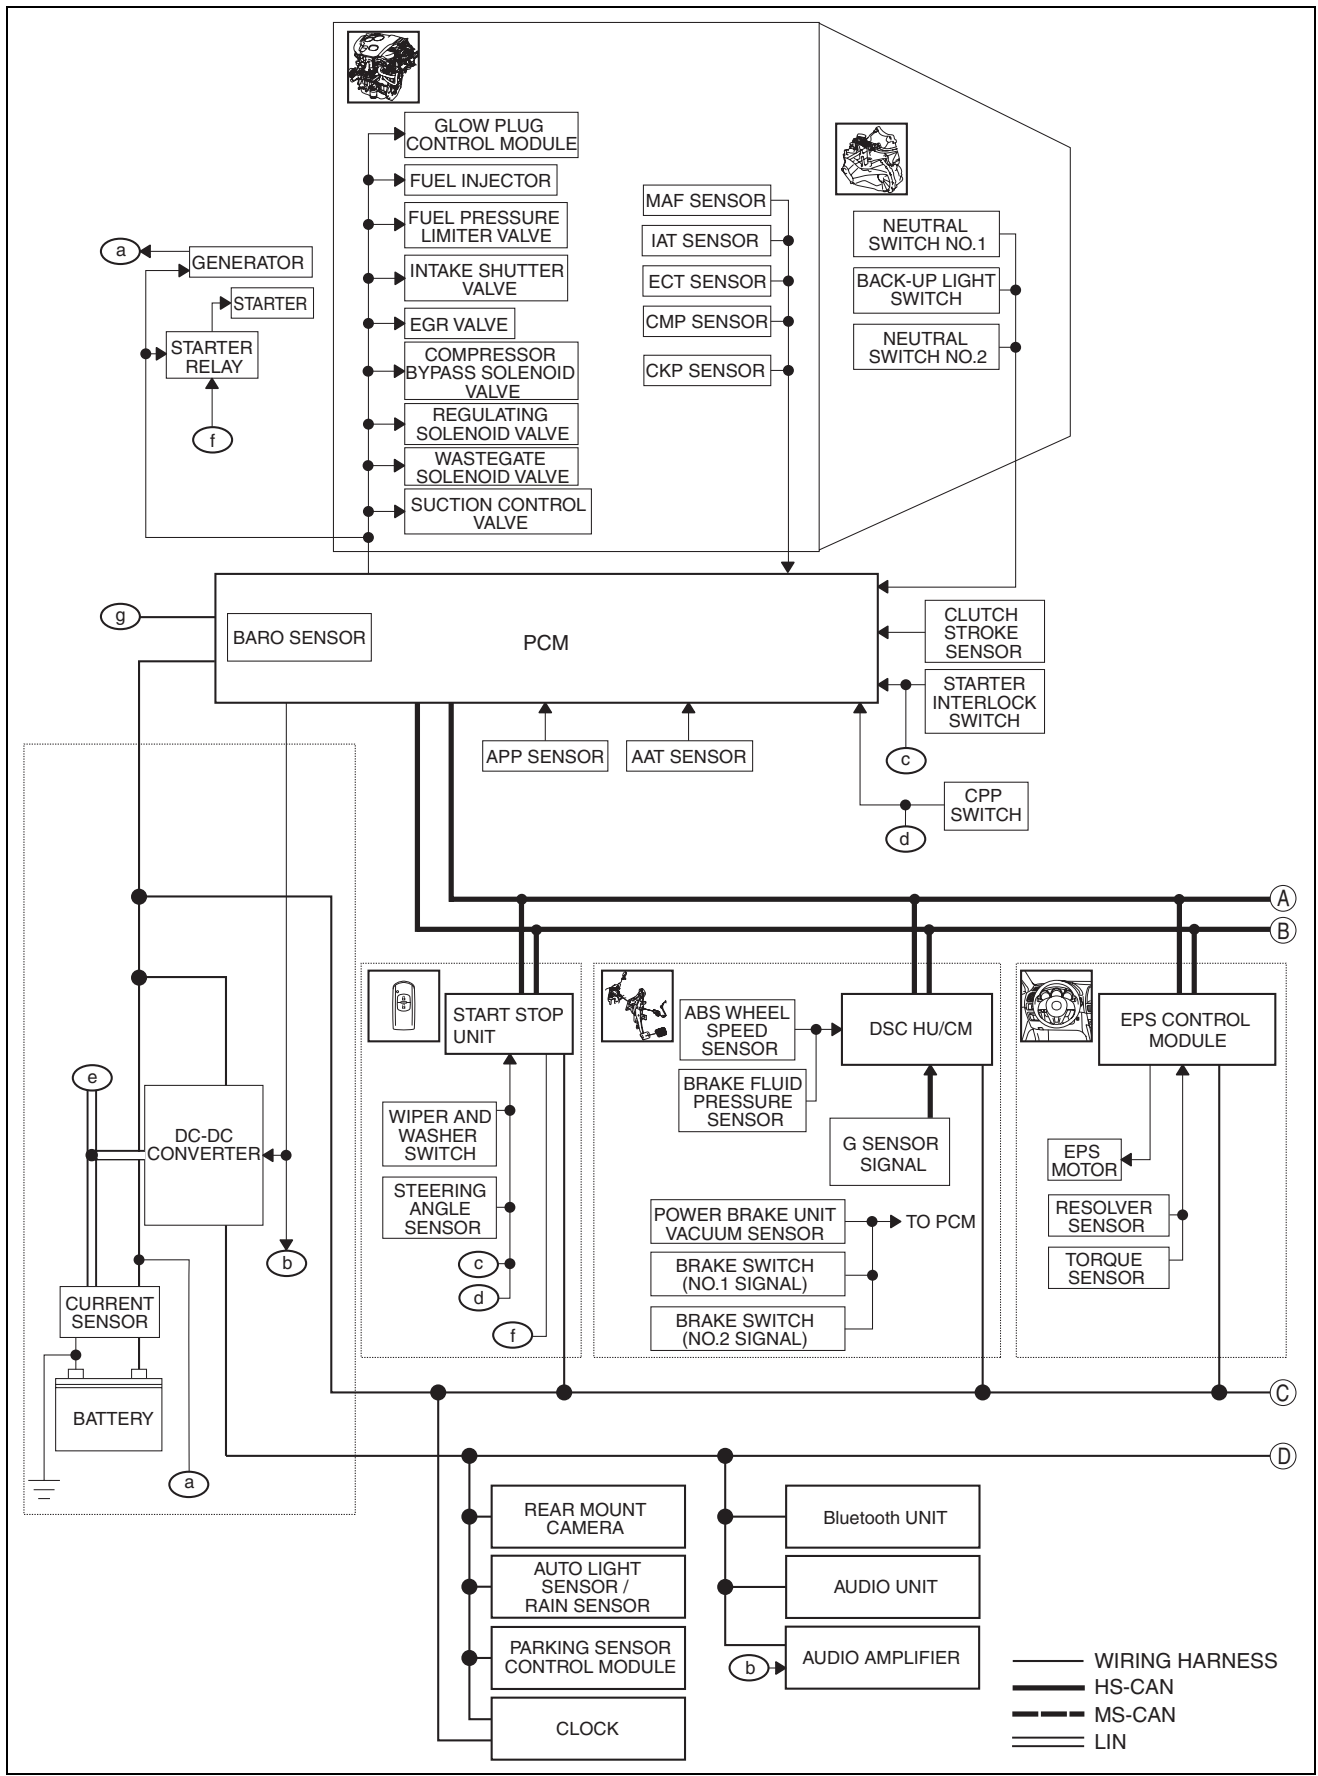 GLOW PLUG
CONTROL MODULE
FUEL INJECTOR
FUEL PRESSURE
LIMITER VALVE
INTAKE SHUTTER
VALVE
EGR VALVE
COMPRESSOR
BYPASS SOLENOID
VALVE
REGULATING
SOLENOID VALVE
WASTEGATE
SOLENOID VALVE
SUCTION CONTROL
VALVE
MAF SENSOR
IAT SENSOR
ECT SENSOR
CMP SENSOR
CKP SENSOR
NEUTRAL
SWITCH NO.1
BACK-UP LIGHT
SWITCH
NEUTRAL
SWITCH NO.2
a
GENERATOR
STARTER
STARTER
RELAY
f
g
BARO SENSOR
PCM
CLUTCH
STROKE
SENSOR
STARTER
INTERLOCK
SWITCH
c
APP SENSOR
AAT SENSOR
CPP
SWITCH
d
A
B
START STOP
UNIT
WIPER AND
WASHER
SWITCH
STEERING
ANGLE
SENSOR
c
d
f
ABS WHEEL
SPEED
SENSOR
BRAKE FLUID
PRESSURE
SENSOR
DSC HU/CM
G SENSOR
SIGNAL
POWER BRAKE UNIT
VACUUM SENSOR
TO PCM
BRAKE SWITCH
(NO.1 SIGNAL)
BRAKE SWITCH
(NO.2 SIGNAL)
EPS CONTROL
MODULE
EPS
MOTOR
RESOLVER
SENSOR
TORQUE
SENSOR
e
DC-DC
CONVERTER
b
CURRENT
SENSOR
BATTERY
a
C
D
REAR MOUNT
CAMERA
AUTO LIGHT
SENSOR /
RAIN SENSOR
PARKING SENSOR
CONTROL MODULE
CLOCK
Bluetooth UNIT
AUDIO UNIT
AUDIO AMPLIFIER
b
WIRING HARNESS
HS-CAN
MS-CAN
LIN